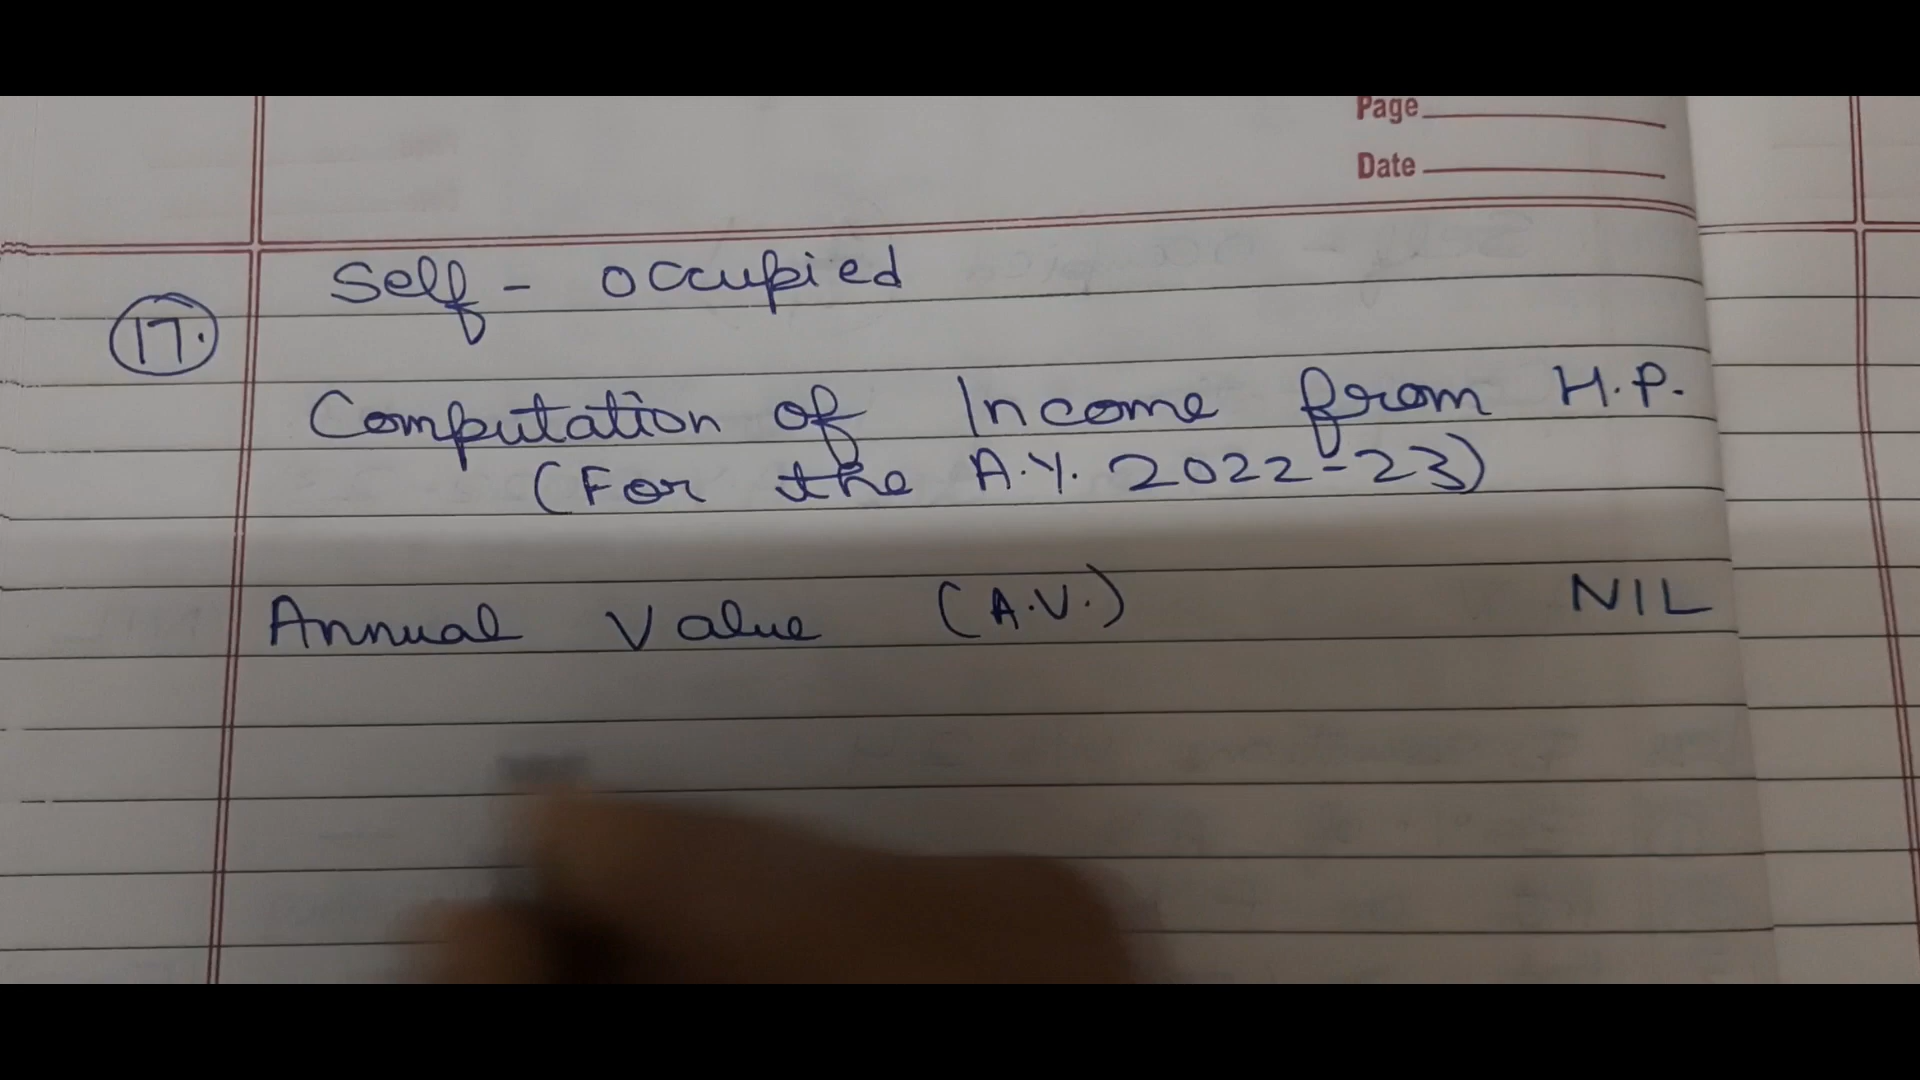 Page
Date
Self - occupied
17.
Computation of Income from H.P.
(For the A.Y. 2022-23)
Annual Value (A.V.) NIL